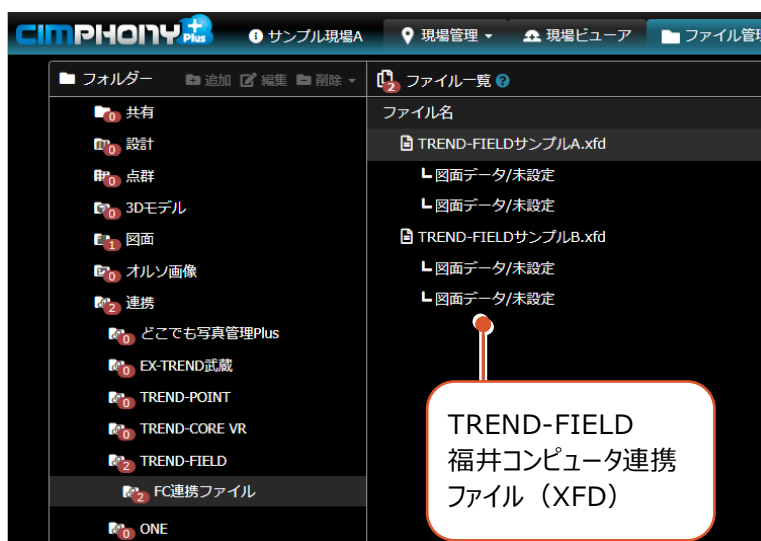 CIMPHONY Plus
サンプル現場A
現場管理
現場ビューア
ファイル管理
フォルダー
追加 編集 削除
2 ファイル一覧
ファイル名
0 共有
0 設計
0 点群
0 3Dモデル
1 図面
0 オルソ画像
2 連携
0 どこでも写真管理Plus
0 EX-TREND武蔵
0 TREND-POINT
0 TREND-CORE VR
2 TREND-FIELD
2 FC連携ファイル
0 ONE
TREND-FIELDサンプルA.xfd
┗ 図面データ/未設定
┗ 図面データ/未設定
TREND-FIELDサンプルB.xfd
┗ 図面データ/未設定
┗ 図面データ/未設定
TREND-FIELD
福井コンピュータ連携
ファイル（XFD）